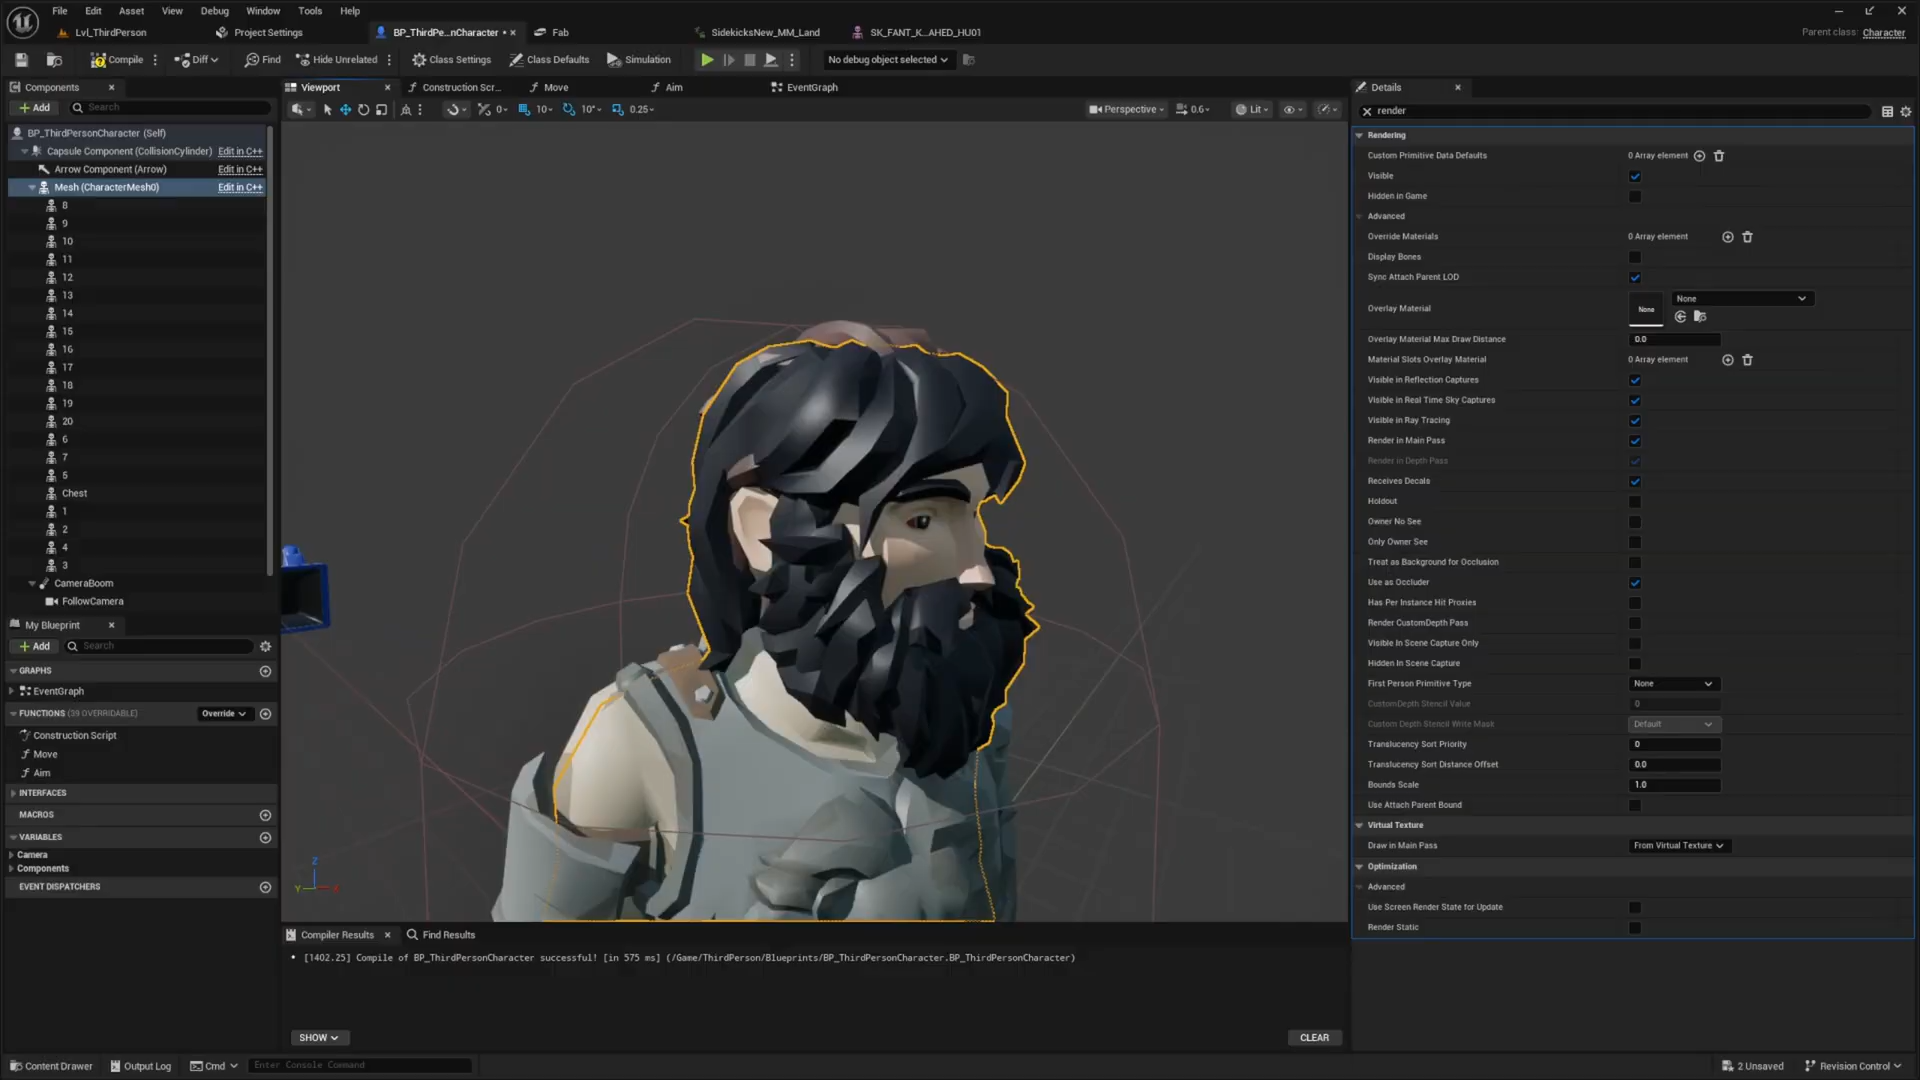 File Edit Asset View Debug Window Tools Help
Lvl_ThirdPerson Project Settings BP_ThirdPe...nCharacter • Fab SidekicksNew_MM_Land SK_FANT_K...AHED_HU01 Parent class: Character
Compile Diff Find Hide Unrelated Class Settings Class Defaults Simulation No debug object selected
Components
Add Search
BP_ThirdPersonCharacter (Self)
Capsule Component (CollisionCylinder) Edit in C++
Arrow Component (Arrow) Edit in C++
Mesh (CharacterMesh0) Edit in C++
8
9
10
11
12
13
14
15
16
17
18
19
20
6
7
5
Chest
1
2
4
3
CameraBoom
FollowCamera
My Blueprint
Add Search
GRAPHS
EventGraph
FUNCTIONS (39 OVERRIDABLE) Override
Construction Script
Move
Aim
INTERFACES
MACROS
VARIABLES
Camera
Components
EVENT DISPATCHERS
Viewport Construction Scr... Move Aim EventGraph
0 10 10° 0.25 Perspective 0.6 Lit
Z
Y X
Compiler Results Find Results
• [1402.25] Compile of BP_ThirdPersonCharacter successful! [in 575 ms] (/Game/ThirdPerson/Blueprints/BP_ThirdPersonCharacter.BP_ThirdPersonCharacter)
SHOW CLEAR
Details
render
Rendering
Custom Primitive Data Defaults 0 Array element
Visible
Hidden in Game
Advanced
Override Materials 0 Array element
Display Bones
Sync Attach Parent LOD
Overlay Material None None
Overlay Material Max Draw Distance 0.0
Material Slots Overlay Material 0 Array element
Visible in Reflection Captures
Visible in Real Time Sky Captures
Visible in Ray Tracing
Render in Main Pass
Render in Depth Pass
Receives Decals
Holdout
Owner No See
Only Owner See
Treat as Background for Occlusion
Use as Occluder
Has Per Instance Hit Proxies
Render CustomDepth Pass
Visible In Scene Capture Only
Hidden In Scene Capture
First Person Primitive Type None
CustomDepth Stencil Value 0
Custom Depth Stencil Write Mask Default
Translucency Sort Priority 0
Translucency Sort Distance Offset 0.0
Bounds Scale 1.0
Use Attach Parent Bound
Virtual Texture
Draw in Main Pass From Virtual Texture
Optimization
Advanced
Use Screen Render State for Update
Render Static
Content Drawer Output Log Cmd Enter Console Command 2 Unsaved Revision Control